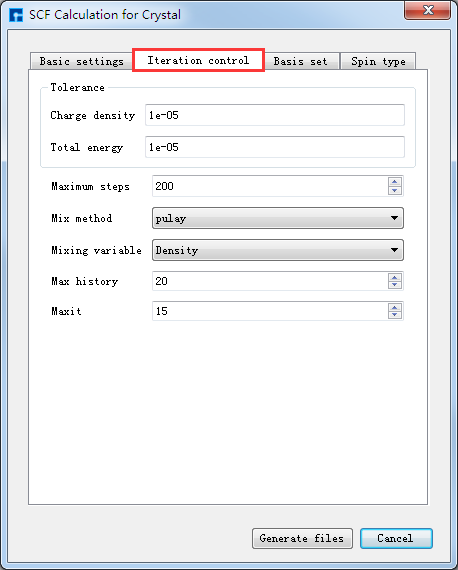 SCF Calculation for Crystal
Basic settings Iteration control Basis set Spin type
Tolerance
Charge density 1e-05
Total energy 1e-05
Maximum steps 200
Mix method pulay
Mixing variable Density
Max history 20
Maxit 15
Generate files Cancel